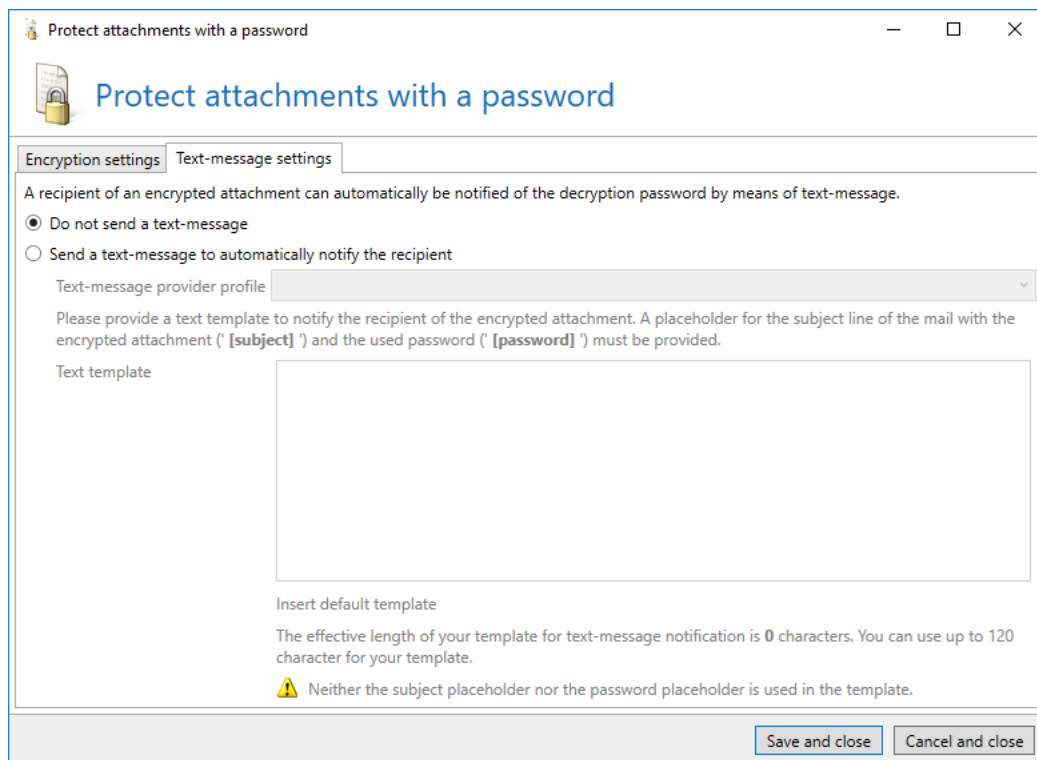 Protect attachments with a password
Protect attachments with a password
Encryption settings
Text-message settings
A recipient of an encrypted attachment can automatically be notified of the decryption password by means of text-message.
Do not send a text-message
Send a text-message to automatically notify the recipient
Text-message provider profile
Please provide a text template to notify the recipient of the encrypted attachment. A placeholder for the subject line of the mail with the
encrypted attachment (' [subject] ') and the used password (' [password] ') must be provided.
Text template
Insert default template
The effective length of your template for text-message notification is 0 characters. You can use up to 120
character for your template.
Neither the subject placeholder nor the password placeholder is used in the template.
Save and close
Cancel and close